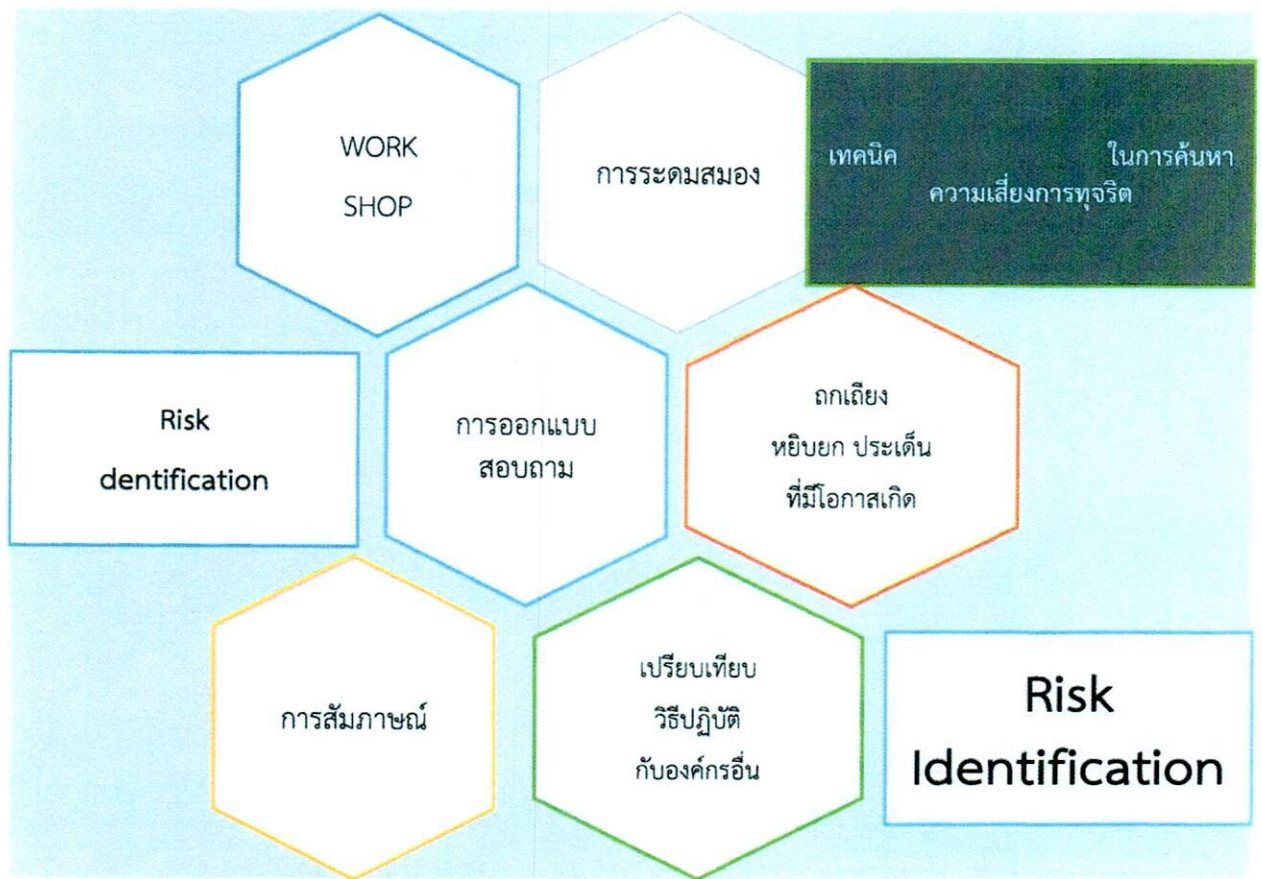 WORK
SHOP
การระดมสมอง
เทคนิค ในการค้นหา
ความเสี่ยงการทุจริต
Risk
dentification
การออกแบบ
สอบถาม
ถกเถียง
หยิบยก ประเด็น
ที่มีโอกาสเกิด
การสัมภาษณ์
เปรียบเทียบ
วิธีปฏิบัติ
กับองค์กรอื่น
Risk
Identification